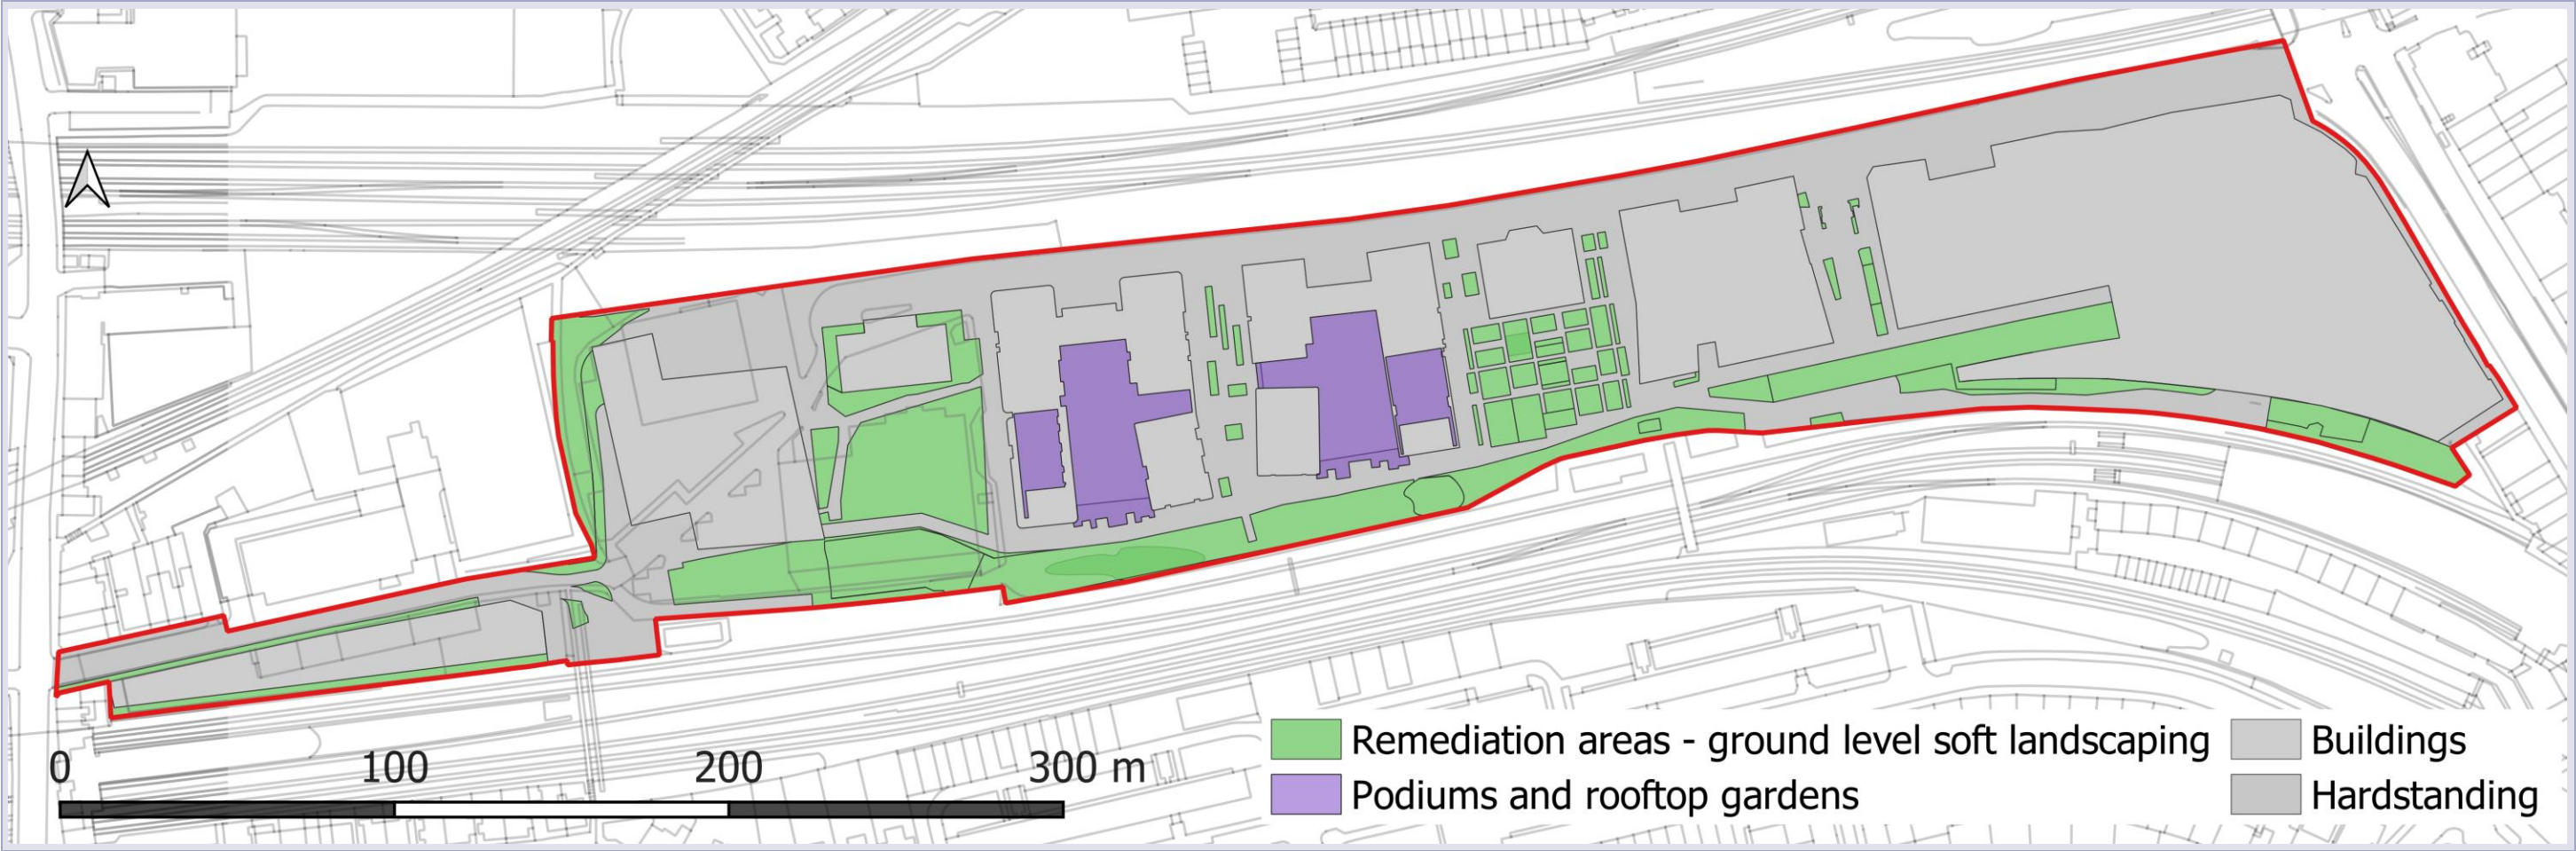 0 100 200 300 m
Remediation areas - ground level soft landscaping
Podiums and rooftop gardens
Buildings
Hardstanding